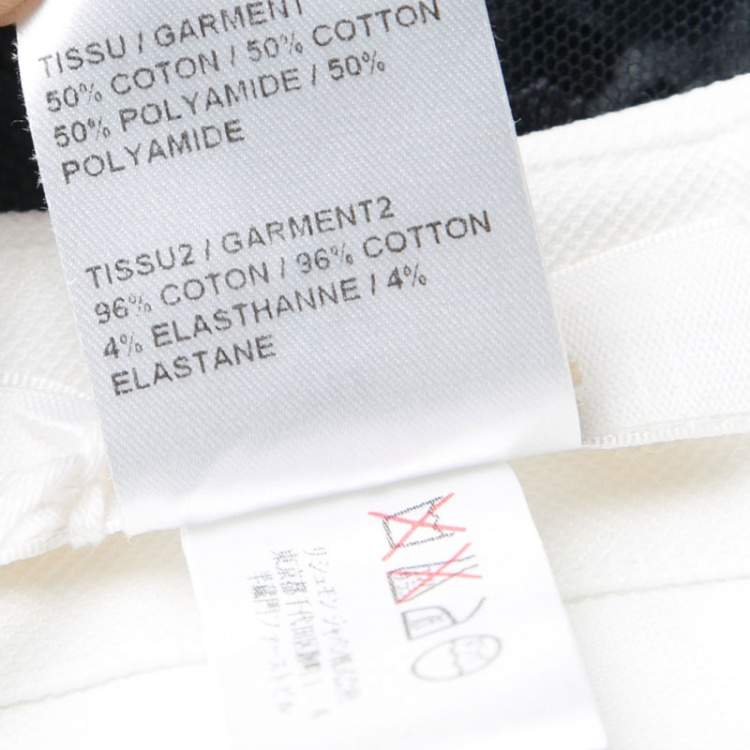 TISSU / GARMENT
50% COTON / 50% COTTON
50% POLYAMIDE / 50%
POLYAMIDE
TISSU2 / GARMENT2
96% COTON / 96% COTTON
4% ELASTHANNE / 4%
ELASTANE